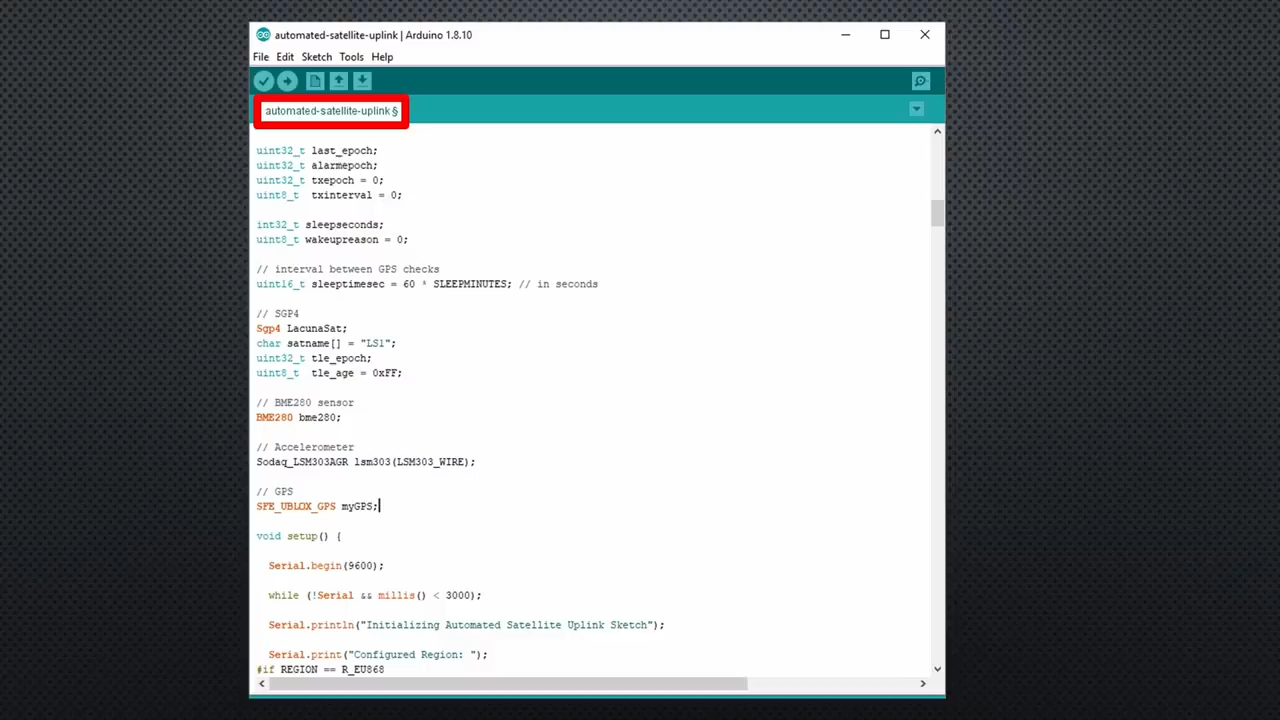 automated-satellite-uplink | Arduino 1.8.10
File Edit Sketch Tools Help
automated-satellite-uplink §
uint32_t last_epoch;
uint32_t alarmepoch;
uint32_t txepoch = 0;
uint8_t  txinterval = 0;
int32_t sleepseconds;
uint8_t wakeupreason = 0;
// interval between GPS checks
uint16_t sleeptimesec = 60 * SLEEPMINUTES; // in seconds
// SGP4
Sgp4 LacunaSat;
char satname[] = "LS1";
uint32_t tle_epoch;
uint8_t  tle_age = 0xFF;
// BME280 sensor
BME280 bme280;
// Accelerometer
Sodaq_LSM303AGR lsm303(LSM303_WIRE);
// GPS
SFE_UBLOX_GPS myGPS;
void setup() {
Serial.begin(9600);
while (!Serial && millis() < 3000);
Serial.println("Initializing Automated Satellite Uplink Sketch");
Serial.print("Configured Region: ");
#if REGION == R_EU868